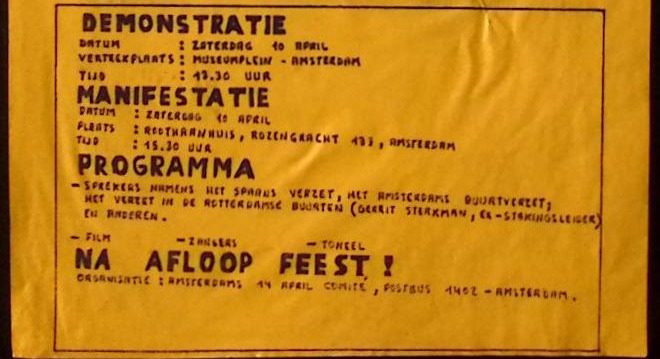 DEMONSTRATIE
DATUM : ZATERDAG 10 APRIL
VERTREKPLAATS : MUSEUMPLEIN - AMSTERDAM
TIJD : 13.30 UUR
MANIFESTATIE
DATUM : ZATERDAG 10 APRIL
PLAATS : ROOTHAANHUIS, ROZENGRACHT 133, AMSTERDAM
TIJD : 15.30 UUR
PROGRAMMA
- SPREKERS NAMENS HET SPAANS VERZET, HET AMSTERDAMS BUURTVERZET,
HET VERZET IN DE ROTTERDAMSE BUURTEN (GERRIT STERKMAN, EX-STAKINGSLEIDER)
EN ANDEREN.
- FILM - ZANGERS - TONEEL
NA AFLOOP FEEST!
ORGANISATIE : AMSTERDAMS 14 APRIL COMITE, POSTBUS 1402 - AMSTERDAM.